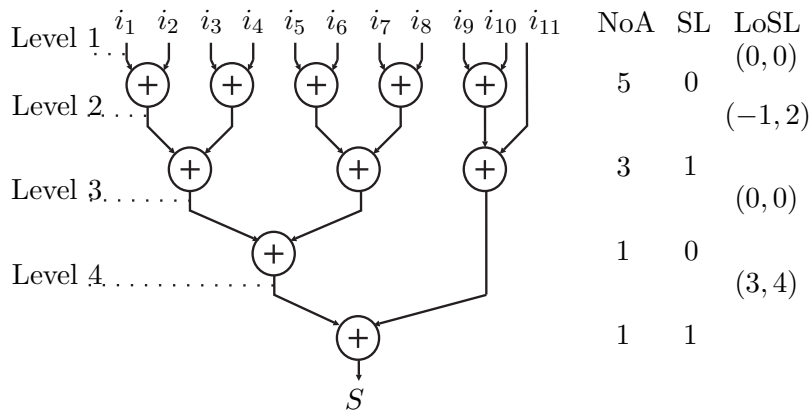 i₁ i₂ i₃ i₄ i₅ i₆ i₇ i₈ i₉ i₁₀ i₁₁ NoA SL LoSL
Level 1 (0, 0)
+ + + + + 5 0
Level 2 (−1, 2)
+ + + 3 1
Level 3 (0, 0)
+ 1 0
Level 4 (3, 4)
+ 1 1
S